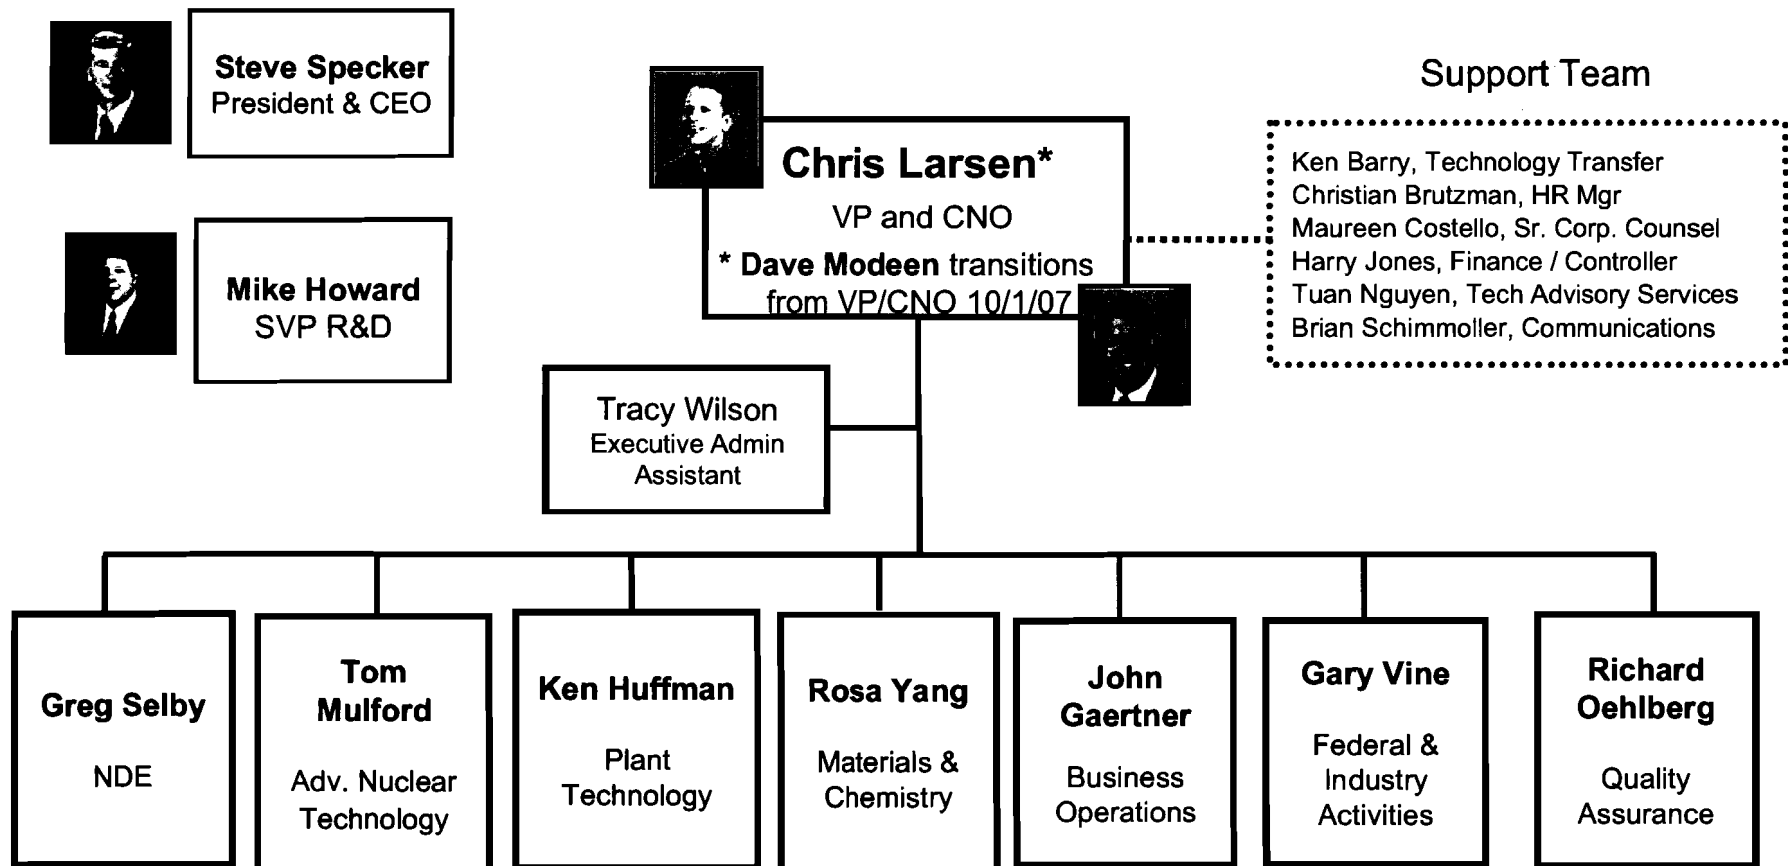 Steve Specker
President & CEO
Mike Howard
SVP R&D
Chris Larsen*
VP and CNO
* Dave Modeen transitions
from VP/CNO 10/1/07
Support Team
Ken Barry, Technology Transfer
Christian Brutzman, HR Mgr
Maureen Costello, Sr. Corp. Counsel
Harry Jones, Finance / Controller
Tuan Nguyen, Tech Advisory Services
Brian Schimmoller, Communications
Tracy Wilson
Executive Admin
Assistant
Greg Selby
NDE
Tom
Mulford
Adv. Nuclear
Technology
Ken Huffman
Plant
Technology
Rosa Yang
Materials &
Chemistry
John
Gaertner
Business
Operations
Gary Vine
Federal &
Industry
Activities
Richard
Oehlberg
Quality
Assurance